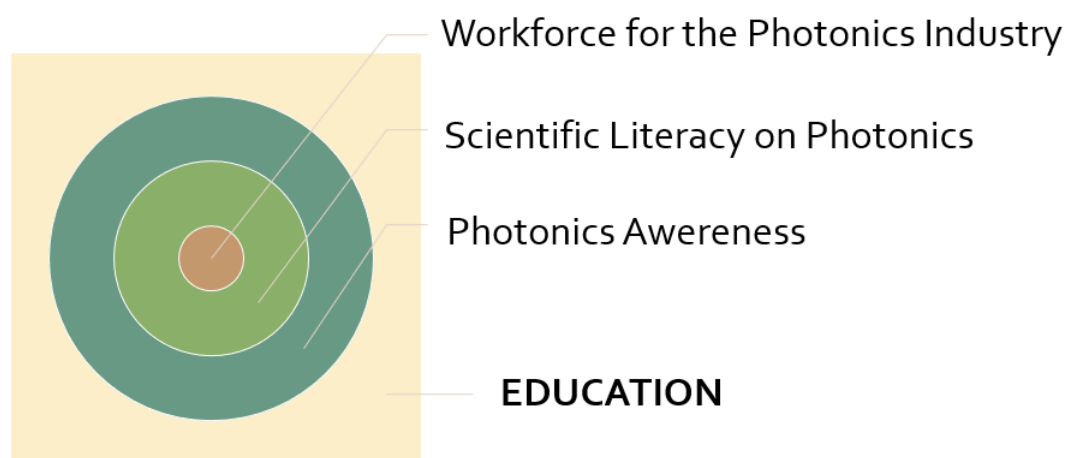 Workforce for the Photonics Industry
Scientific Literacy on Photonics
Photonics Awereness
EDUCATION